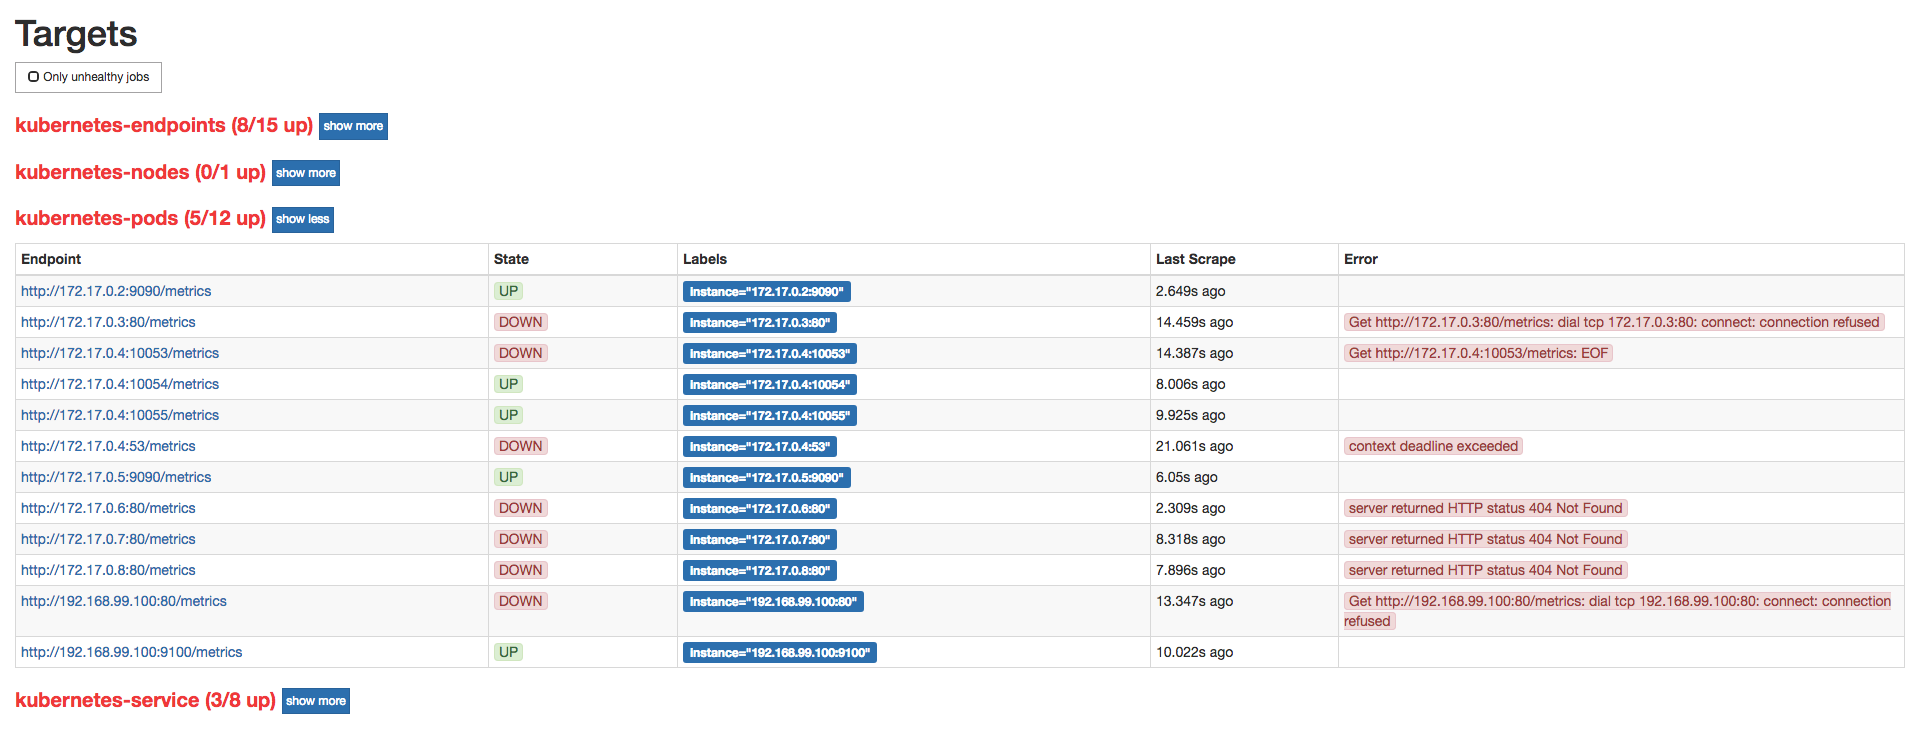 Targets
Only unhealthy jobs
kubernetes-endpoints (8/15 up) show more
kubernetes-nodes (0/1 up) show more
kubernetes-pods (5/12 up) show less
Endpoint State Labels Last Scrape Error
http://172.17.0.2:9090/metrics UP instance="172.17.0.2:9090" 2.649s ago
http://172.17.0.3:80/metrics DOWN instance="172.17.0.3:80" 14.459s ago Get http://172.17.0.3:80/metrics: dial tcp 172.17.0.3:80: connect: connection refused
http://172.17.0.4:10053/metrics DOWN instance="172.17.0.4:10053" 14.387s ago Get http://172.17.0.4:10053/metrics: EOF
http://172.17.0.4:10054/metrics UP instance="172.17.0.4:10054" 8.006s ago
http://172.17.0.4:10055/metrics UP instance="172.17.0.4:10055" 9.925s ago
http://172.17.0.4:53/metrics DOWN instance="172.17.0.4:53" 21.061s ago context deadline exceeded
http://172.17.0.5:9090/metrics UP instance="172.17.0.5:9090" 6.05s ago
http://172.17.0.6:80/metrics DOWN instance="172.17.0.6:80" 2.309s ago server returned HTTP status 404 Not Found
http://172.17.0.7:80/metrics DOWN instance="172.17.0.7:80" 8.318s ago server returned HTTP status 404 Not Found
http://172.17.0.8:80/metrics DOWN instance="172.17.0.8:80" 7.896s ago server returned HTTP status 404 Not Found
http://192.168.99.100:80/metrics DOWN instance="192.168.99.100:80" 13.347s ago Get http://192.168.99.100:80/metrics: dial tcp 192.168.99.100:80: connect: connection
refused
http://192.168.99.100:9100/metrics UP instance="192.168.99.100:9100" 10.022s ago
kubernetes-service (3/8 up) show more